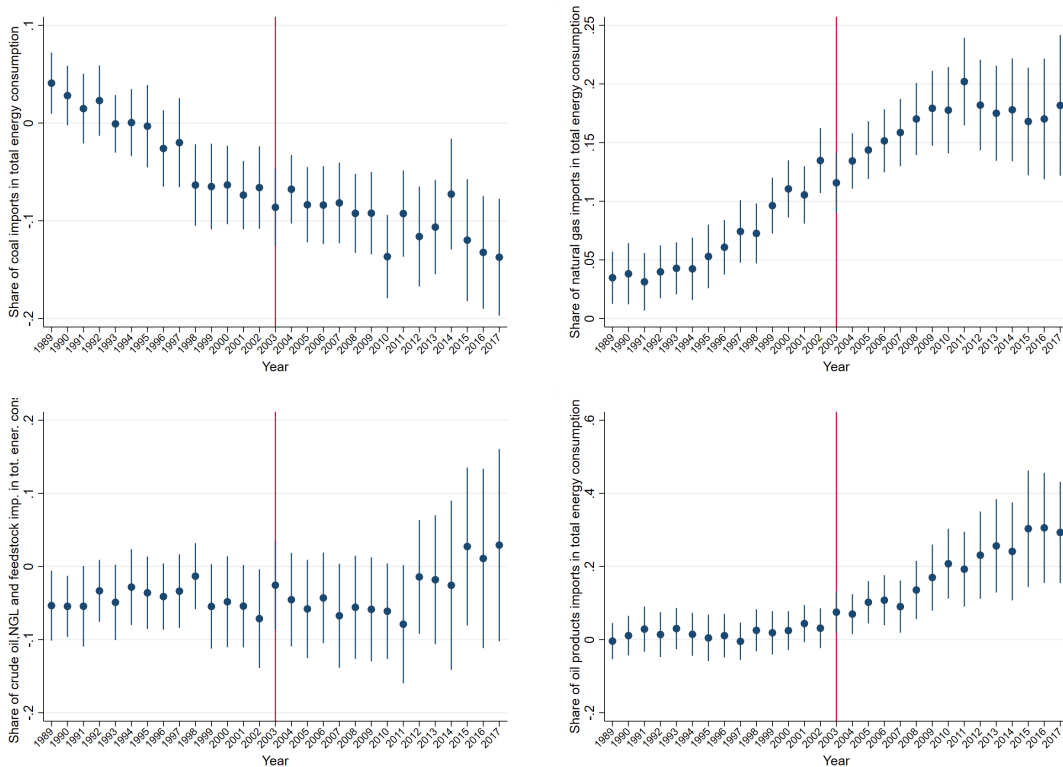 Share of coal imports in total energy consumption
.1
0
-.1
-.2
1989 1990 1991 1992 1993 1994 1995 1996 1997 1998 1999 2000 2001 2002 2003 2004 2005 2006 2007 2008 2009 2010 2011 2012 2013 2014 2015 2016 2017
Year
Share of natural gas imports in total energy consumption
.25
.2
.15
.1
.05
0
1989 1990 1991 1992 1993 1994 1995 1996 1997 1998 1999 2000 2001 2002 2003 2004 2005 2006 2007 2008 2009 2010 2011 2012 2013 2014 2015 2016 2017
Year
Share of crude oil,NGL and feedstock imp. in tot. ener. con
.2
.1
0
-.1
-.2
1989 1990 1991 1992 1993 1994 1995 1996 1997 1998 1999 2000 2001 2002 2003 2004 2005 2006 2007 2008 2009 2010 2011 2012 2013 2014 2015 2016 2017
Year
Share of oil products imports in total energy consumption
.6
.4
.2
0
-.2
1989 1990 1991 1992 1993 1994 1995 1996 1997 1998 1999 2000 2001 2002 2003 2004 2005 2006 2007 2008 2009 2010 2011 2012 2013 2014 2015 2016 2017
Year